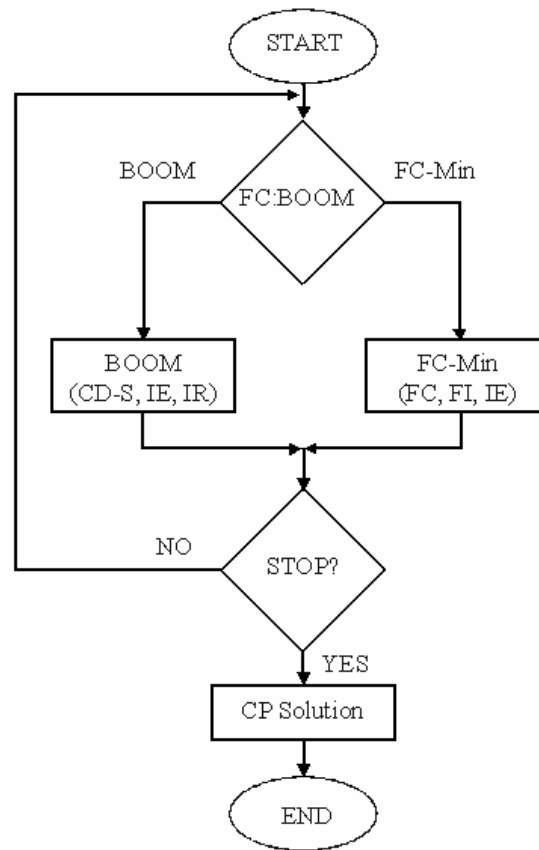 START
BOOM
FC-Min
FC:BOOM
BOOM
(CD-S, IE, IR)
FC-Min
(FC, FI, IE)
NO
STOP?
YES
CP Solution
END